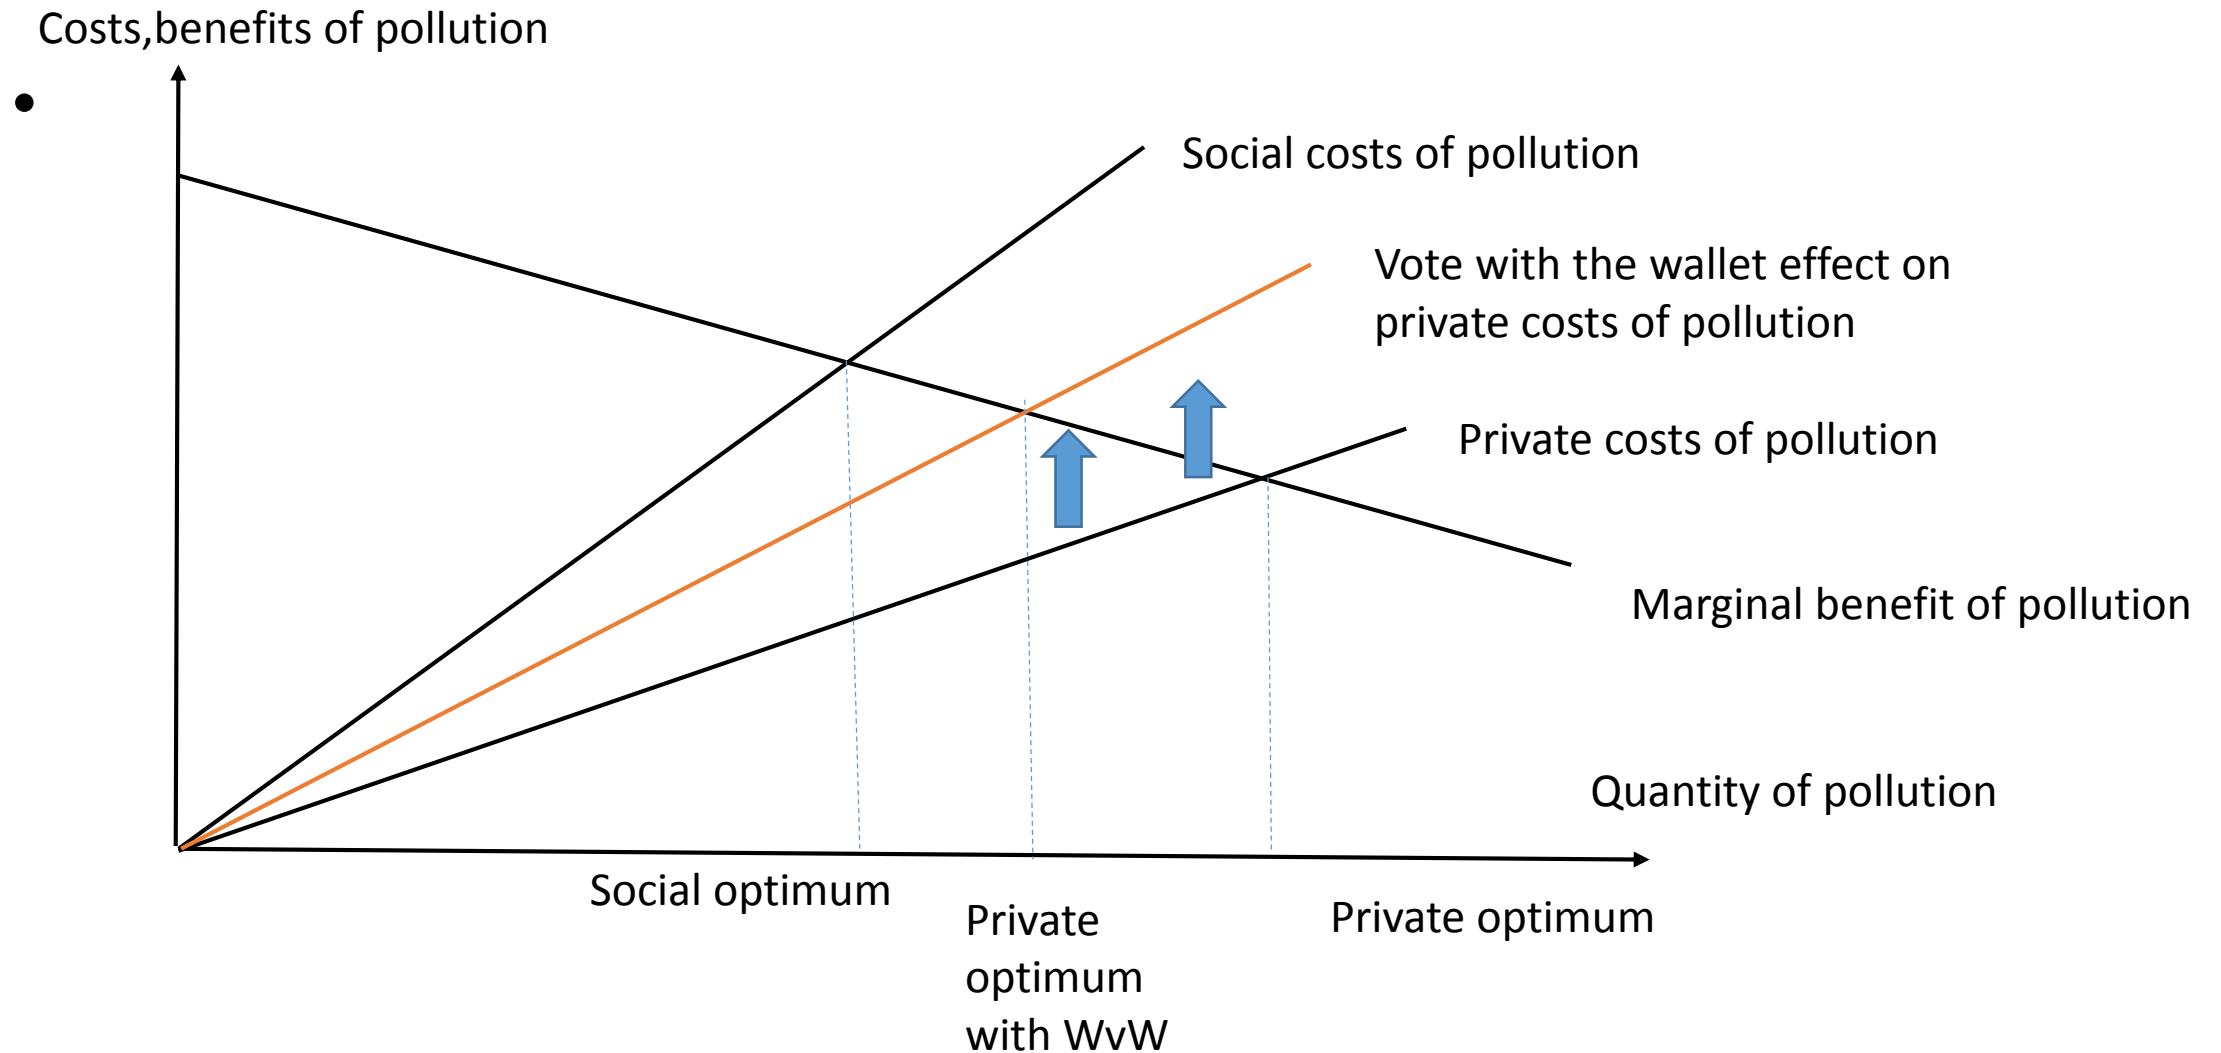 Costs,benefits of pollution
•
Social costs of pollution
Vote with the wallet effect on
private costs of pollution
Private costs of pollution
Marginal benefit of pollution
Quantity of pollution
Social optimum
Private
optimum
with WvW
Private optimum